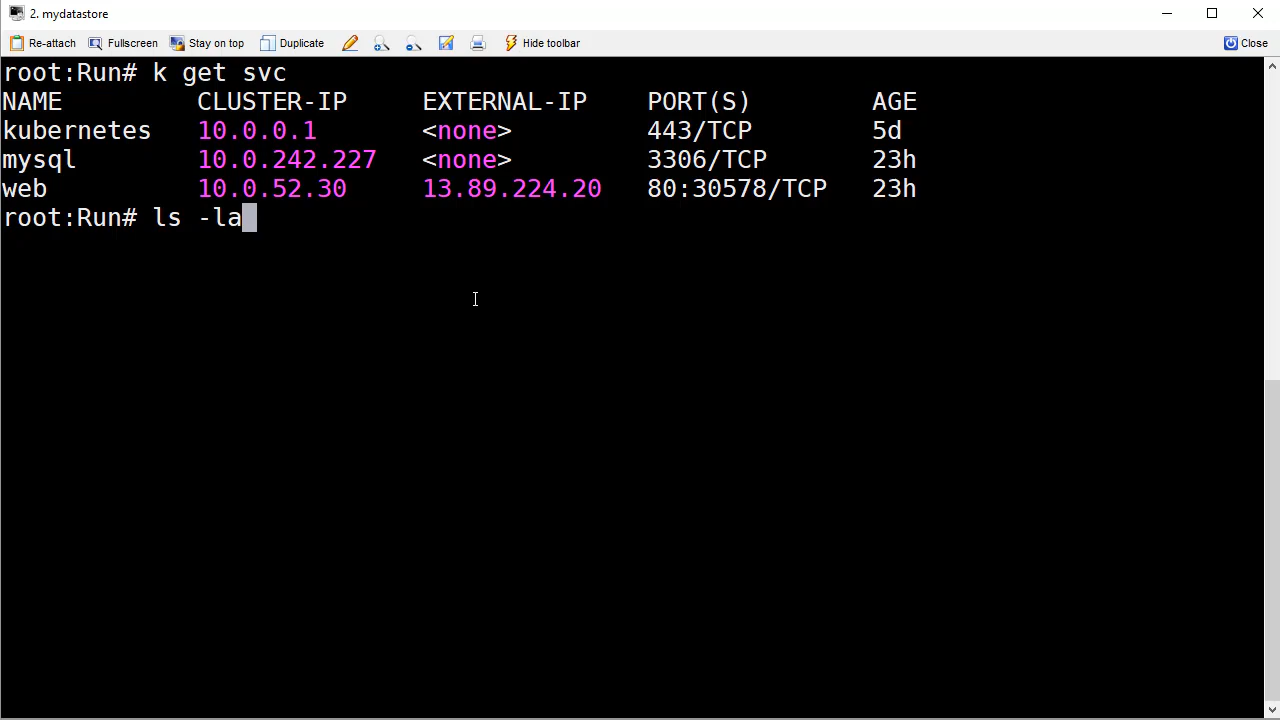 2. mydatastore
Re-attach Fullscreen Stay on top Duplicate Hide toolbar Close
root:Run# k get svc
NAME CLUSTER-IP EXTERNAL-IP PORT(S) AGE
kubernetes 10.0.0.1 <none> 443/TCP 5d
mysql 10.0.242.227 <none> 3306/TCP 23h
web 10.0.52.30 13.89.224.20 80:30578/TCP 23h
root:Run# ls -la